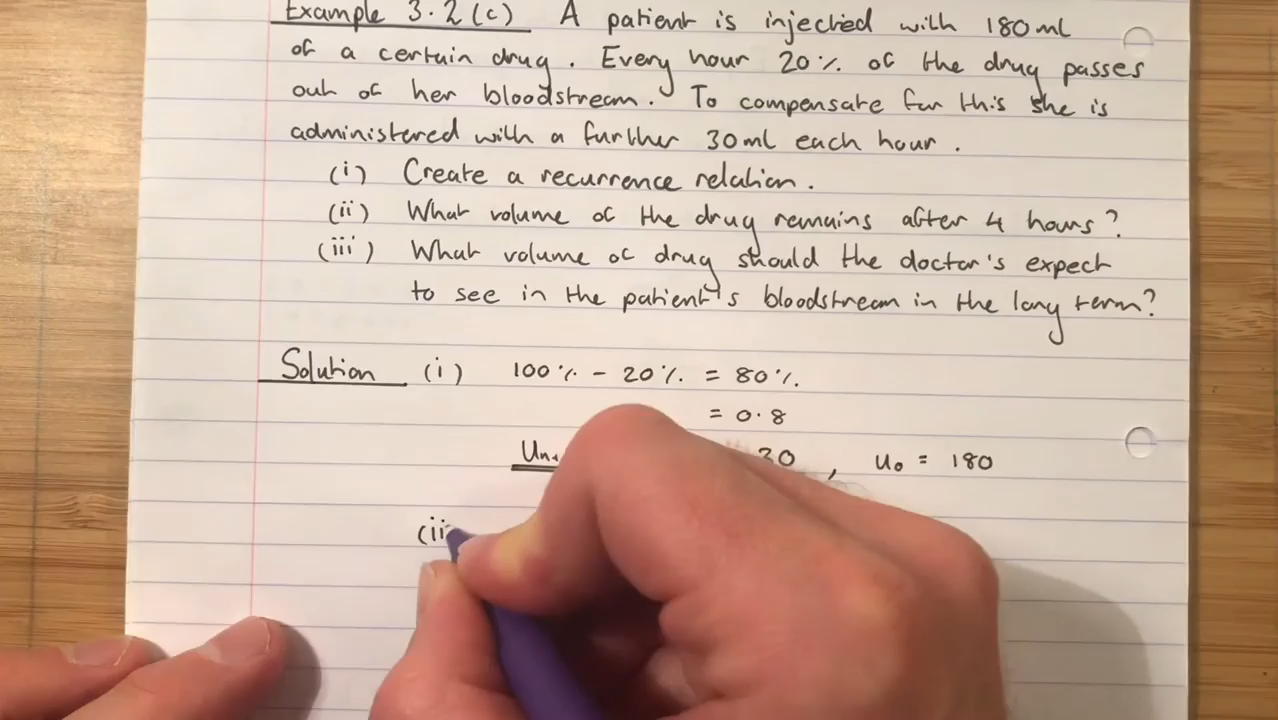 Example 3.2(c) A patient is injected with 180ml
of a certain drug. Every hour 20% of the drug passes
out of her bloodstream. To compensate for this she is
administered with a further 30ml each hour.
(i) Create a recurrence relation.
(ii) What volume of the drug remains after 4 hours?
(iii) What volume of drug should the doctor's expect
to see in the patient's bloodstream in the long term?
Solution (i) 100% - 20% = 80%.
= 0.8
Un+ 30, u₀ = 180
(ii